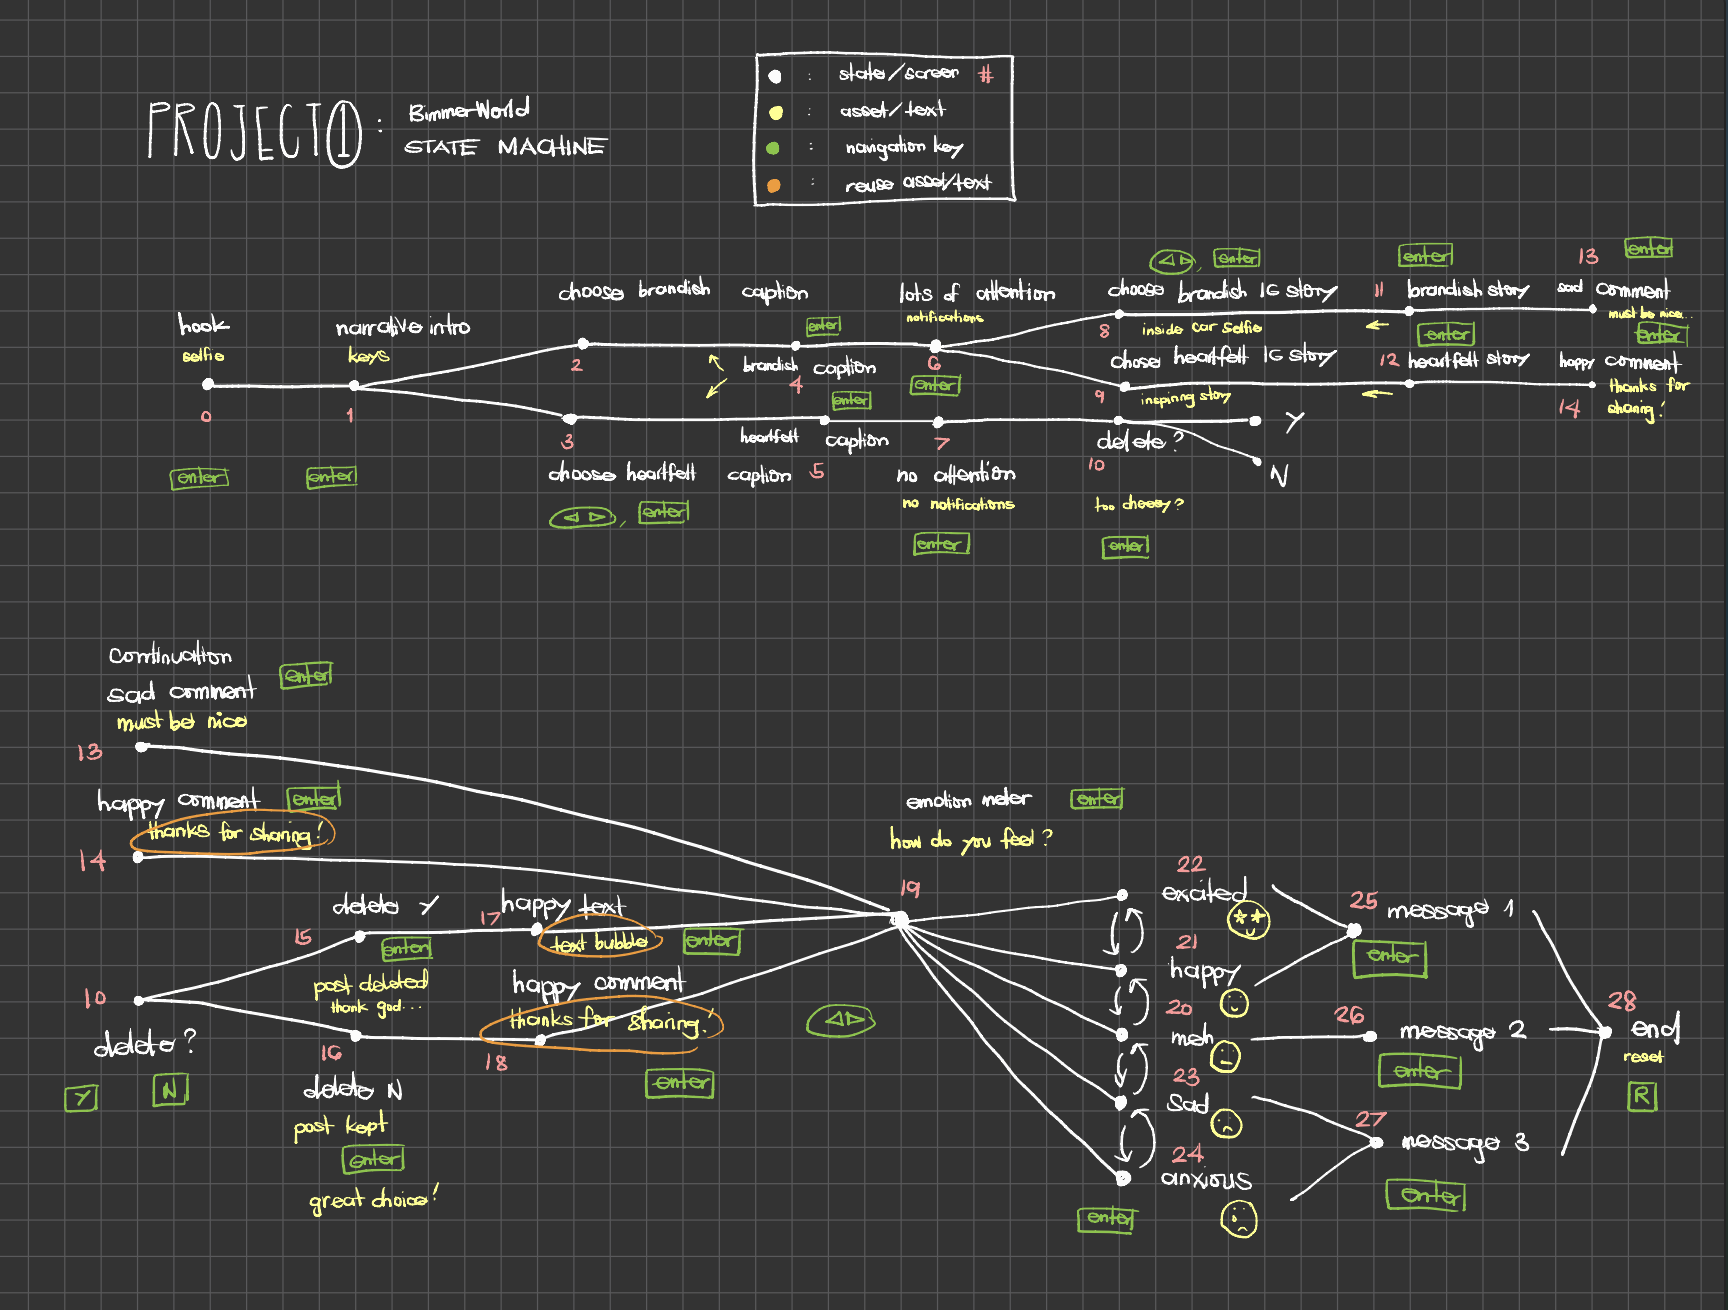 PROJECT 1 : BimmerWorld
STATE MACHINE
: state/screen #
: asset/text
: navigation key
: reuse asset/text
hook
selfie
0
enter
narrative intro
keys
1
enter
choose brandish caption
2
3
choose heartfelt caption
enter
enter
brandish caption
4
enter
heartfelt caption
5
lots of attention
notifications
6
enter
7
no attention
no notifications
enter
enter
choose brandish IG story
8
inside car selfie
chose heartfelt IG story
9
inspiring story
delete?
10
too cheesy?
enter
Y
N
enter
11 brandish story
enter
12 heartfelt story
13
enter
sad comment
must be nice...
enter
happy comment
14
thanks for
sharing!
continuation
enter
sad comment
must be nice
13
happy comment enter
thanks for sharing!
14
delete Y
15
enter
post deleted
thank god...
17 happy text
text bubble
enter
10
delete?
Y N
16
delete N
post kept
enter
great choice!
happy comment
thanks for sharing!
18
enter
emotion meter enter
how do you feel?
19
22
excited
21
happy
20
meh
23
sad
24
anxious
enter
25
message 1
enter
26
message 2
enter
27
message 3
enter
28
end
reset
R